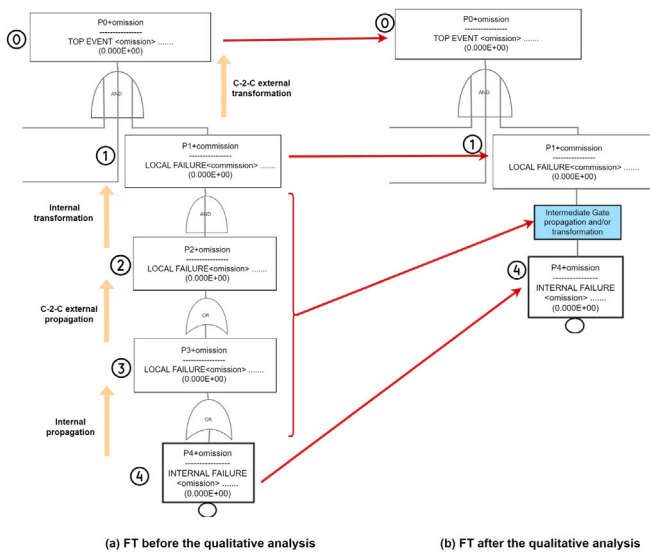 0
P0+omission
----------------
TOP EVENT <omission> .......
(0.000E+00)
AND
C-2-C external
transformation
1
P1+commission
----------------
LOCAL FAILURE<commission> .......
(0.000E+00)
Internal
transformation
AND
2
P2+omission
----------------
LOCAL FAILURE<omission> .......
(0.000E+00)
C-2-C external
propagation
OR
3
P3+omission
----------------
LOCAL FAILURE<omission> .......
(0.000E+00)
Internal
propagation
OR
4
P4+omission
----------------
INTERNAL FAILURE
<omission> .......
(0.000E+00)
(a) FT before the qualitative analysis
0
P0+omission
----------------
TOP EVENT <omission> .......
(0.000E+00)
AND
1
P1+commission
----------------
LOCAL FAILURE<commission> .......
(0.000E+00)
Intermediate Gate
propagation and/or
transformation
4
P4+omission
----------------
INTERNAL FAILURE
<omission> .......
(0.000E+00)
(b) FT after the qualitative analysis